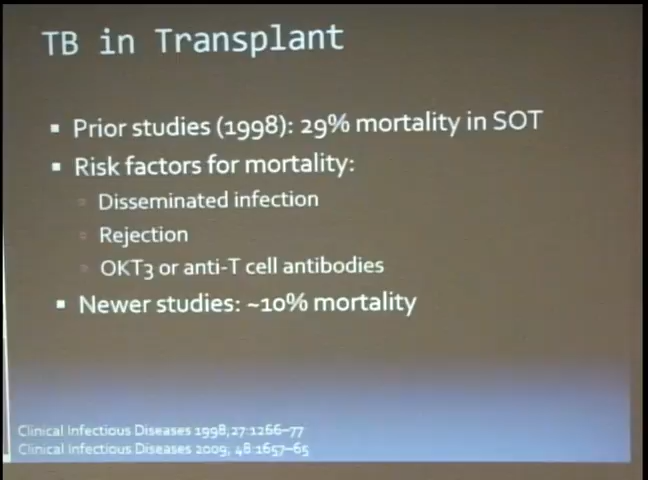 TB in Transplant
▪ Prior studies (1998): 29% mortality in SOT
▪ Risk factors for mortality:
▫ Disseminated infection
▫ Rejection
▫ OKT3 or anti-T cell antibodies
▪ Newer studies: ~10% mortality
Clinical Infectious Diseases 1998;27:1266–77
Clinical Infectious Diseases 2009; 48:1657–65